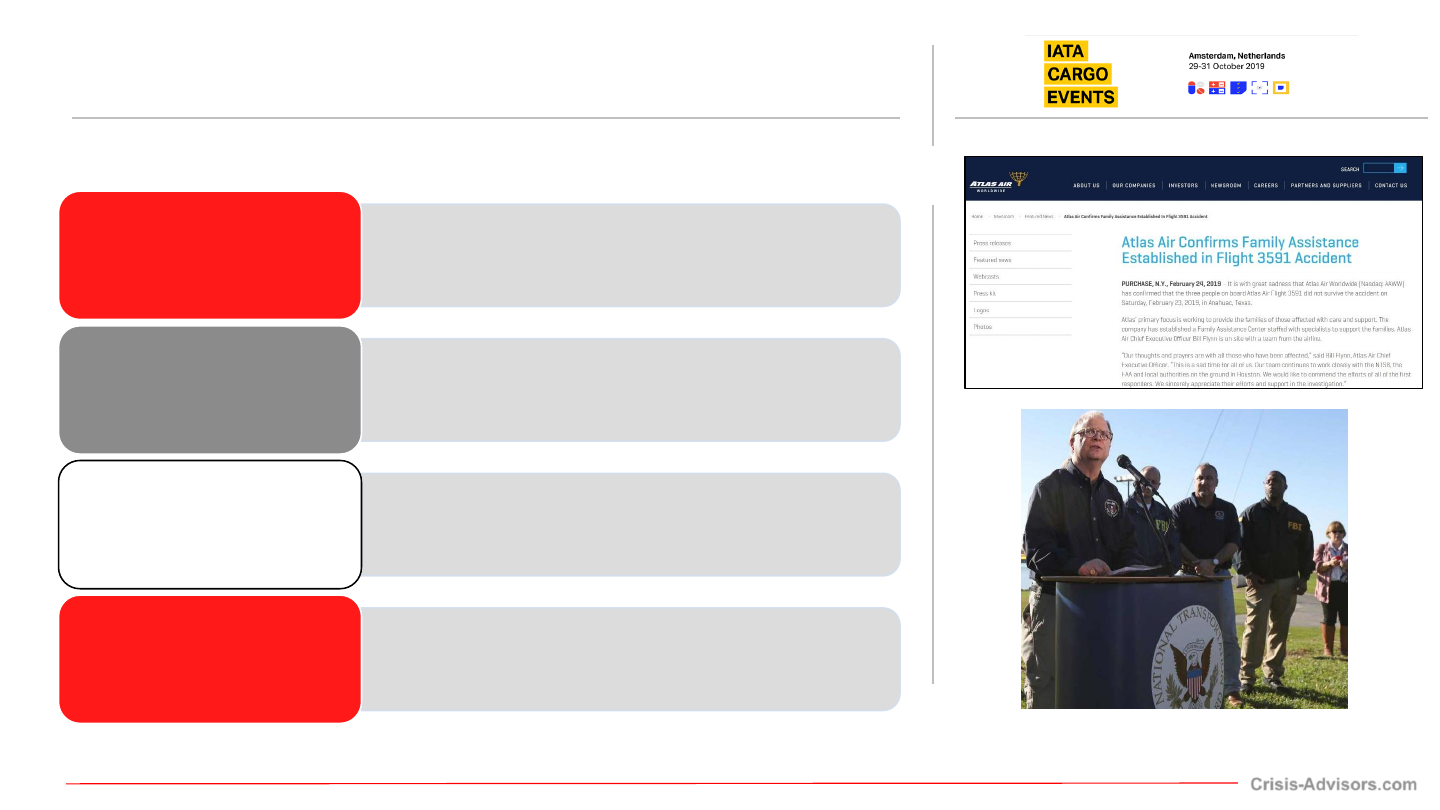 IATA
CARGO
EVENTS
Amsterdam, Netherlands
29-31 October 2019
SEARCH
ATLAS AIR
WORLDWIDE
ABOUT US
OUR COMPANIES
INVESTORS
NEWSROOM
CAREERS
PARTNERS AND SUPPLIERS
CONTACT US
Home Newsroom Featured News Atlas Air Confirms Family Assistance Established in Flight 3591 Accident
Press releases
Featured news
Webcasts
Press kit
Logos
Photos
Atlas Air Confirms Family Assistance
Established in Flight 3591 Accident
PURCHASE, N.Y., February 24, 2019 - It is with great sadness that Atlas Air Worldwide (Nasdaq: AAWW)
has confirmed that the three people on board Atlas Air Flight 3591 did not survive the accident on
Saturday, February 23, 2019, in Anahuac, Texas.
Atlas' primary focus is working to provide the families of those affected with care and support. The
company has established a Family Assistance Center staffed with specialists to support the families. Atlas
Air Chief Executive Officer Bill Flynn is on site with a team from the airline.
"Our thoughts and prayers are with all those who have been affected," said Bill Flynn, Atlas Air Chief
Executive Officer. "This is a sad time for all of us. Our team continues to work closely with the NTSB, the
FAA and local authorities on the ground in Houston. We would like to commend the efforts of all of the first
responders. We sincerely appreciate their efforts and support in the investigation."
FBI
FBI
NATIONAL TRANSPOR
Crisis-Advisors.com